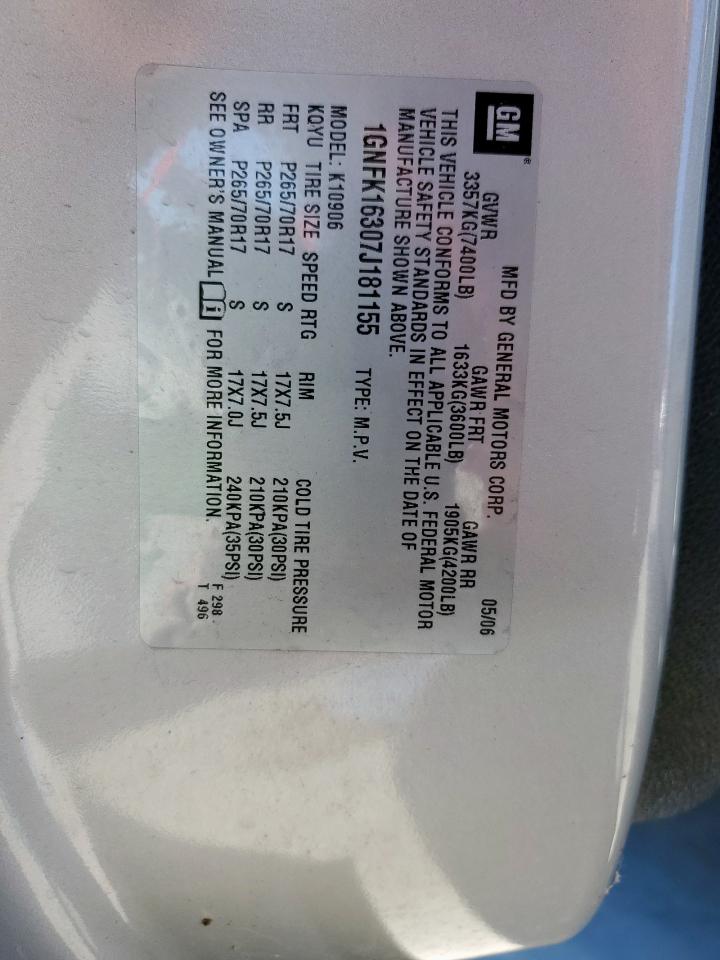 GM ®
MFD BY GENERAL MOTORS CORP. 05/06
GVWR GAWR FRT GAWR RR
3357KG(7400LB) 1633KG(3600LB) 1905KG(4200LB)
THIS VEHICLE CONFORMS TO ALL APPLICABLE U.S. FEDERAL MOTOR
VEHICLE SAFETY STANDARDS IN EFFECT ON THE DATE OF
MANUFACTURE SHOWN ABOVE.
1GNFK16307J181155 TYPE: M.P.V.
MODEL: K10906
KQYU TIRE SIZE SPEED RTG RIM COLD TIRE PRESSURE
FRT P265/70R17 S 17X7.5J 210KPA(30PSI)
RR P265/70R17 S 17X7.5J 210KPA(30PSI)
SPA P265/70R17 S 17X7.0J 240KPA(35PSI)
SEE OWNER'S MANUAL i FOR MORE INFORMATION.
F 298
T 496